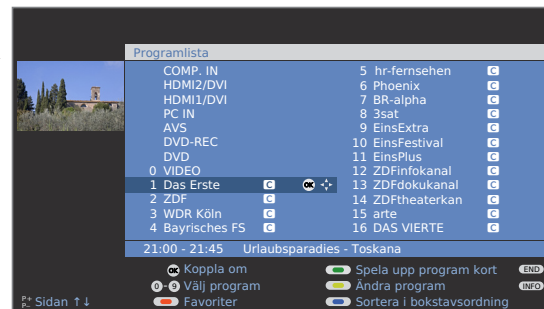 Programlista
COMP. IN
HDMI2/DVI
HDMI1/DVI
PC IN
AVS
DVD-REC
DVD
0 VIDEO
1 Das Erste C OK
2 ZDF C
3 WDR Köln C
4 Bayrisches FS C
5 hr-fernsehen C
6 Phoenix C
7 BR-alpha C
8 3sat C
9 EinsExtra C
10 EinsFestival C
11 EinsPlus C
12 ZDFinfokanal C
13 ZDFdokukanal C
14 ZDFtheaterkan C
15 arte C
16 DAS VIERTE C
21:00 - 21:45 Urlaubsparadies - Toskana
OK Koppla om
0-9 Välj program
P+ P- Sidan ↑↓
Favoriter
Spela upp program kort END
Ändra program INFO
Sortera i bokstavsordning